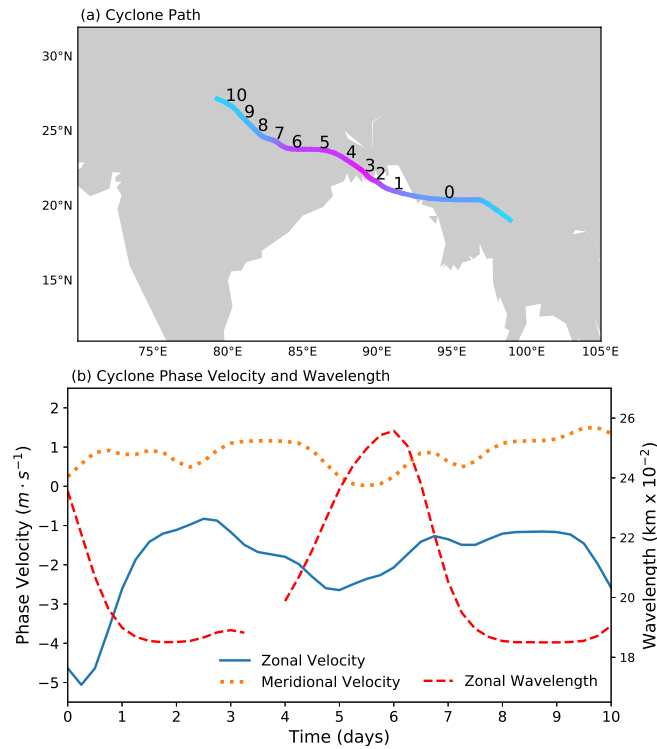 (a) Cyclone Path
30°N
25°N
20°N
15°N
10
9
8
7
6
5
4
3
2
1
0
75°E 80°E 85°E 90°E 95°E 100°E 105°E
(b) Cyclone Phase Velocity and Wavelength
Phase Velocity (m · s⁻¹)
2
1
0
−1
−2
−3
−4
−5
Wavelength (km x 10⁻²)
26
24
22
20
18
Zonal Velocity
Meridional Velocity
Zonal Wavelength
0 1 2 3 4 5 6 7 8 9 10
Time (days)